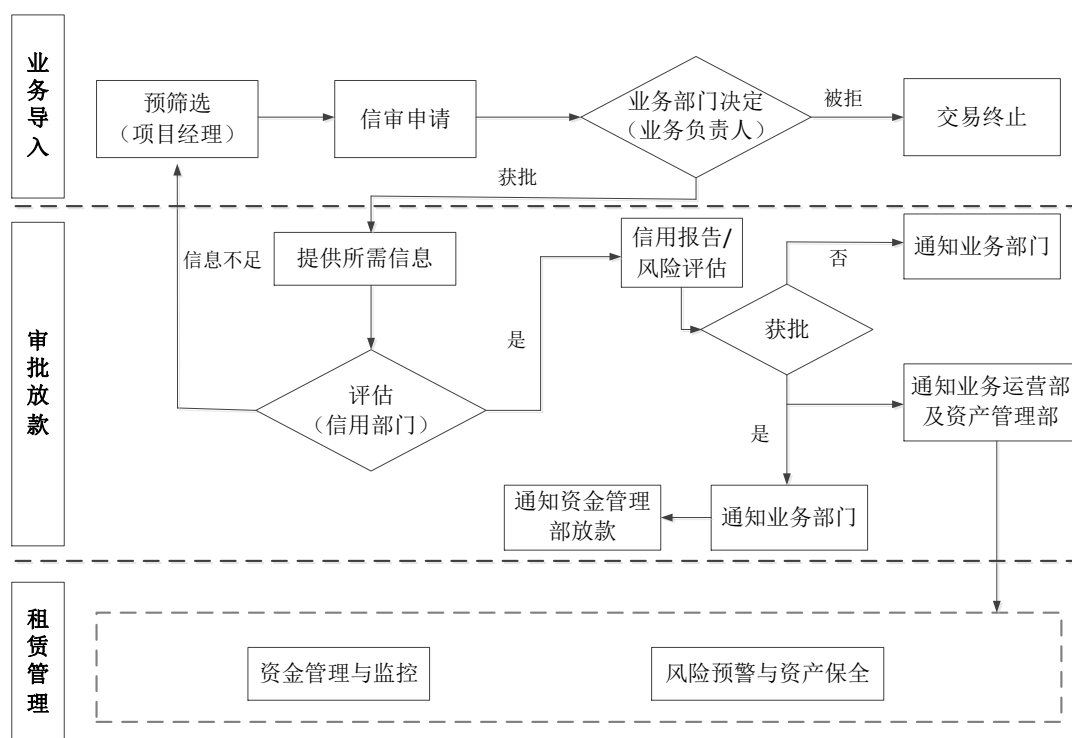 业务导入
预筛选
（项目经理）
信审申请
业务部门决定
（业务负责人）
被拒
交易终止
获批
审批放款
信息不足
提供所需信息
是
信用报告/
风险评估
否
通知业务部门
获批
评估
（信用部门）
是
通知业务运营部
及资产管理部
通知资金管理
部放款
通知业务部门
租赁管理
资金管理与监控
风险预警与资产保全